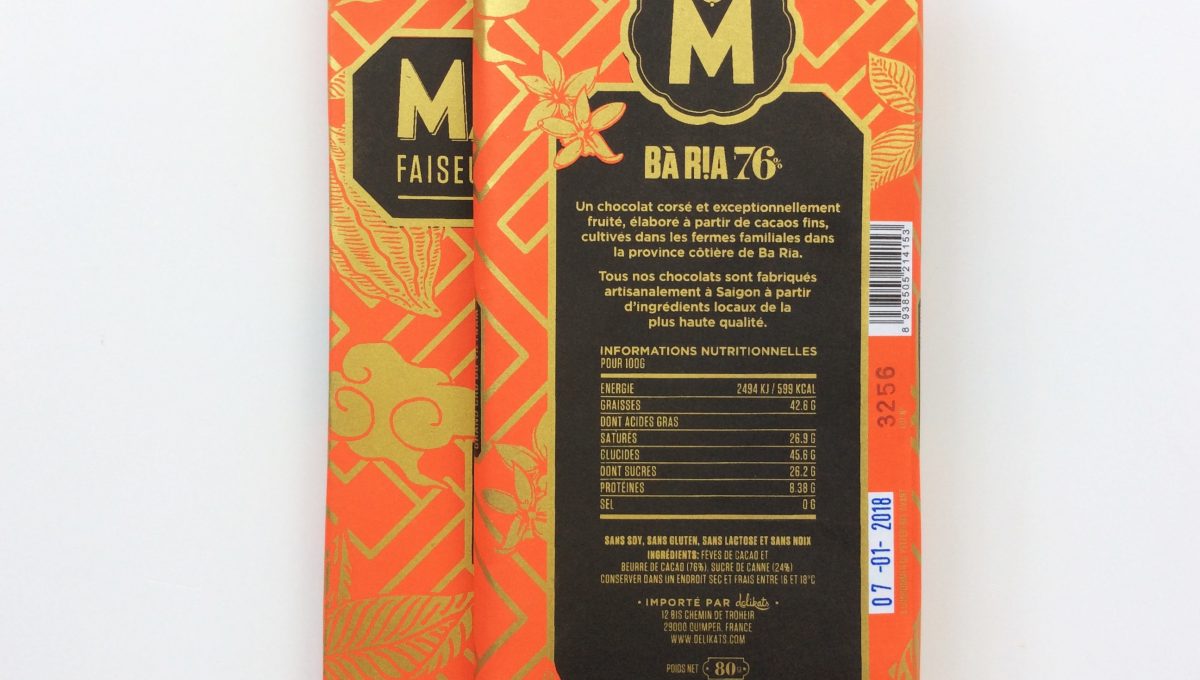 MA
FAISEU
M
BÀ RỊA 76%
Un chocolat corsé et exceptionnellement
fruité, élaboré à partir de cacaos fins,
cultivés dans les fermes familiales dans
la province côtière de Ba Ria.
Tous nos chocolats sont fabriqués
artisanalement à Saigon à partir
d'ingrédients locaux de la
plus haute qualité.
INFORMATIONS NUTRITIONNELLES
POUR 100G
ENERGIE 2494 KJ / 599 KCAL
GRAISSES 42.6 G
DONT ACIDES GRAS
SATURÉS 26.9 G
GLUCIDES 45.6 G
DONT SUCRES 26.2 G
PROTÉINES 8.38 G
SEL 0 G
SANS SOY, SANS GLUTEN, SANS LACTOSE ET SANS NOIX
INGRÉDIENTS: FÈVES DE CACAO ET
BEURRE DE CACAO (76%), SUCRE DE CANNE (24%)
CONSERVER DANS UN ENDROIT SEC ET FRAIS ENTRE 16 ET 18°C
• IMPORTÉ PAR delikats •
12 BIS CHEMIN DE TROHEIR
29000 QUIMPER, FRANCE
WWW.DELIKATS.COM
POIDS NET 80g
8 938505 214153
3256
07-01-2018